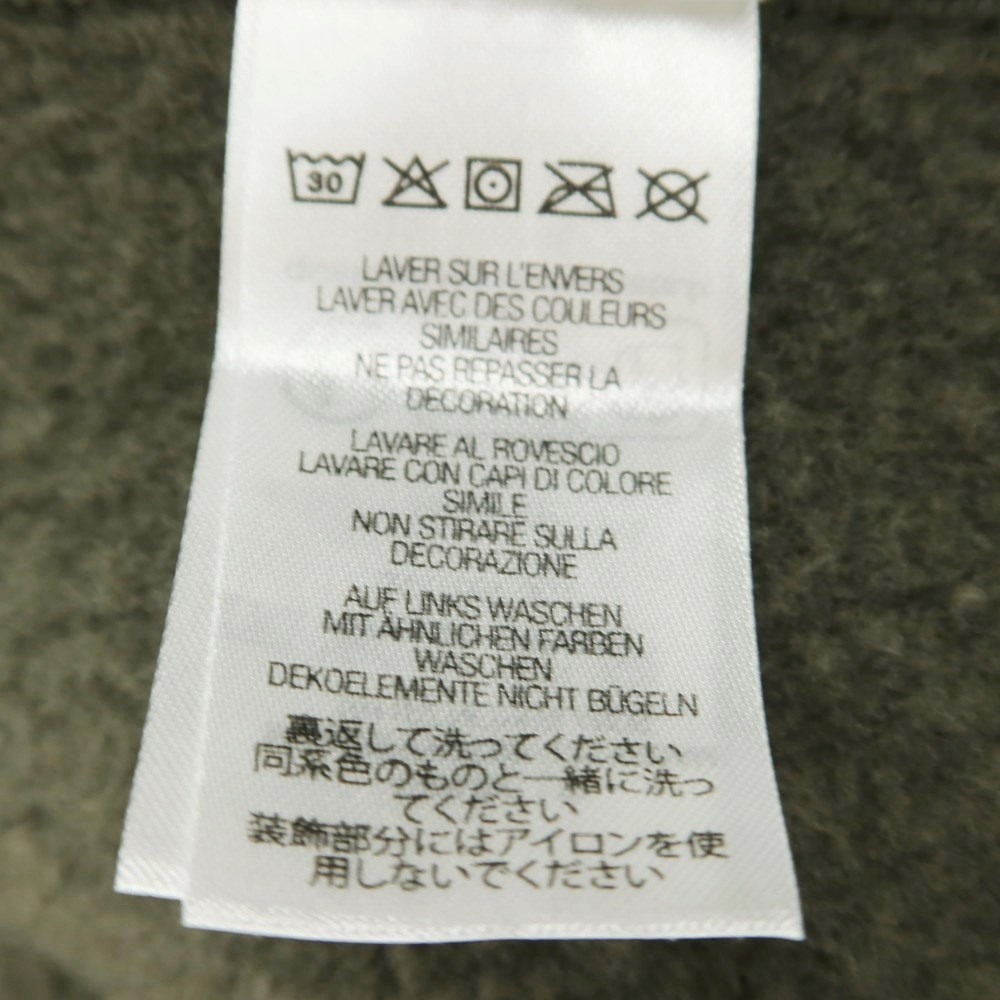 30
LAVER SUR L'ENVERS
LAVER AVEC DES COULEURS
SIMILAIRES
NE PAS REPASSER LA
DECORATION
LAVARE AL ROVESCIO
LAVARE CON CAPI DI COLORE
SIMILE
NON STIRARE SULLA
DECORAZIONE
AUF LINKS WASCHEN
MIT ÄHNLICHEN FARBEN
WASCHEN
DEKOELEMENTE NICHT BÜGELN
裏返して洗ってください
同系色のものと一緒に洗っ
てください
装飾部分にはアイロンを使
用しないでください